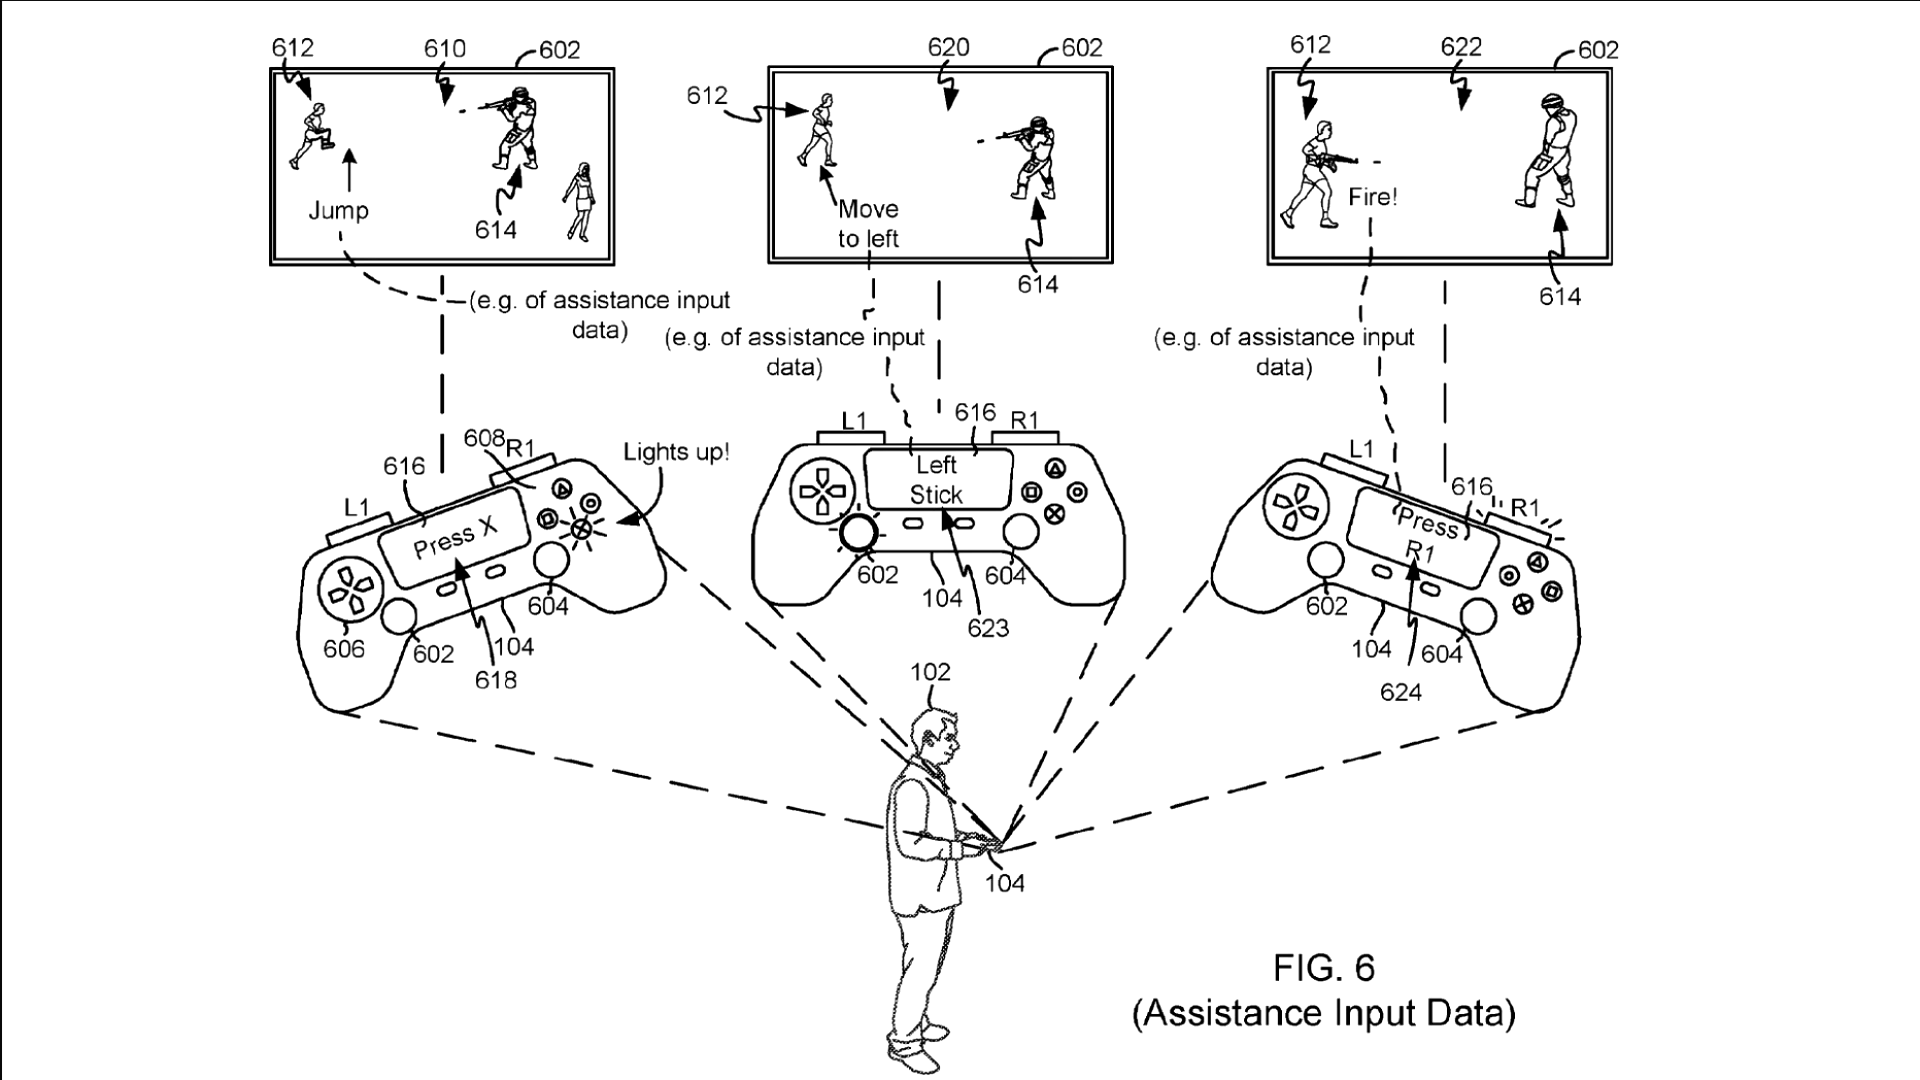 612
610
602
Jump
614
(e.g. of assistance input
data)
612
620
602
Move
to left
614
(e.g. of assistance input
data)
612
622
602
Fire!
614
(e.g. of assistance input
data)
L1
616
608
R1
Lights up!
Press X
606
602
618
104
604
L1
616
R1
Left
Stick
602
104
623
604
L1
616
R1
Press
R1
602
104
624
604
102
104
FIG. 6
(Assistance Input Data)